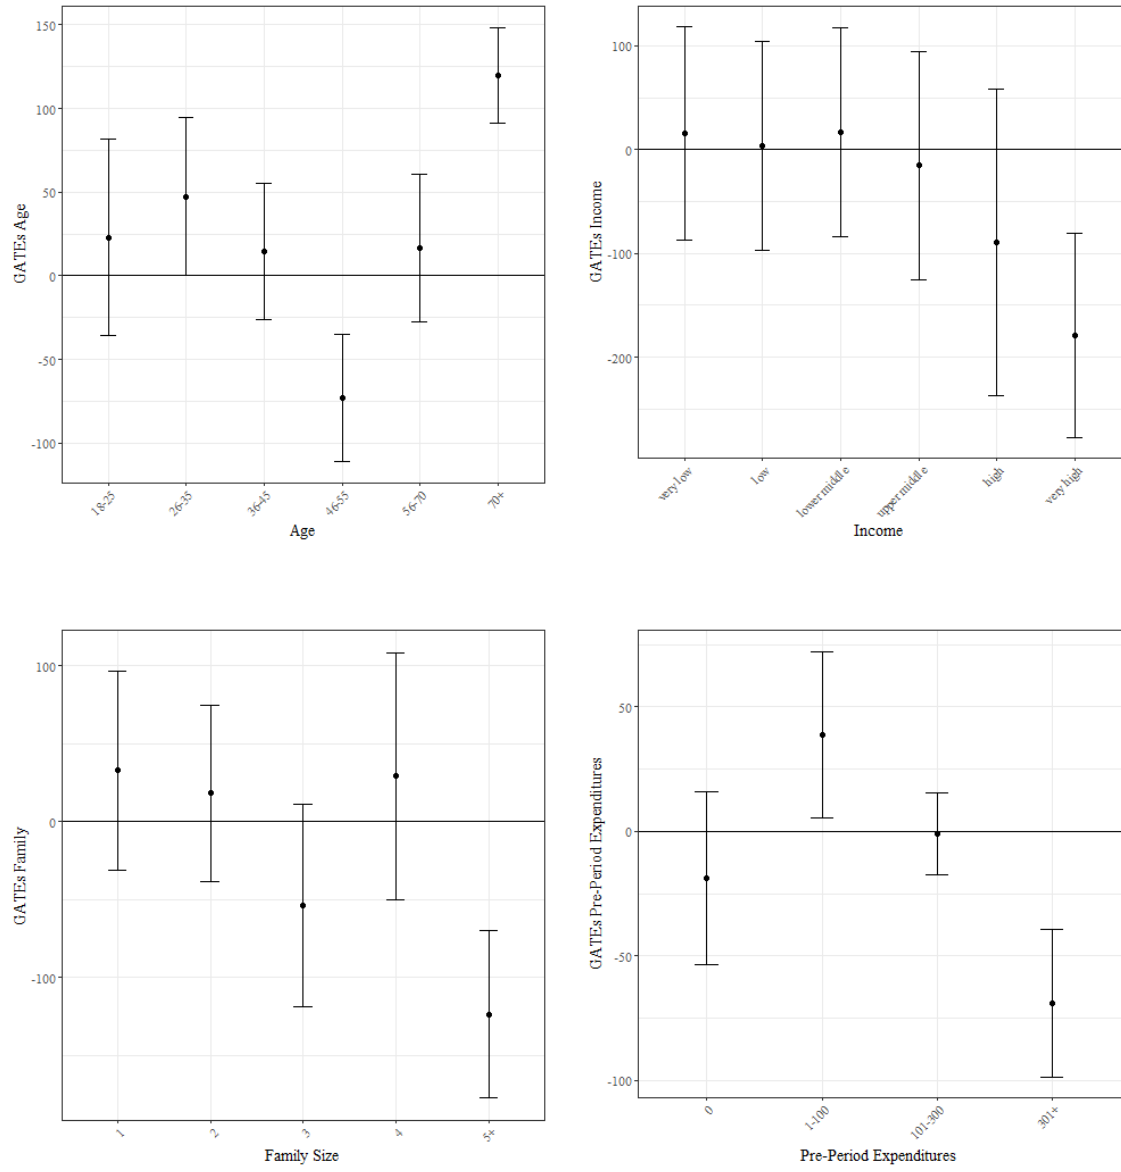 GATEs Age
150
100
50
0
-50
-100
18-25
26-35
36-45
46-55
56-70
70+
Age
GATEs Income
100
0
-100
-200
very low
low
lower middle
upper middle
high
very high
Income
GATEs Family
100
0
-100
1
2
3
4
5+
Family Size
GATEs Pre-Period Expenditures
50
0
-50
-100
0
1-100
101-300
301+
Pre-Period Expenditures